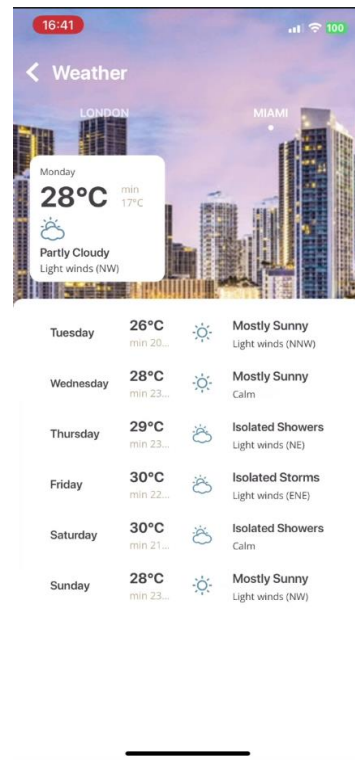 16:41
100
Weather
LONDON
MIAMI
Monday
28°C
min
17°C
Partly Cloudy
Light winds (NW)
Tuesday
26°C
min 20...
Mostly Sunny
Light winds (NNW)
Wednesday
28°C
min 23...
Mostly Sunny
Calm
Thursday
29°C
min 23...
Isolated Showers
Light winds (NE)
Friday
30°C
min 22...
Isolated Storms
Light winds (ENE)
Saturday
30°C
min 21...
Isolated Showers
Calm
Sunday
28°C
min 23...
Mostly Sunny
Light winds (NW)